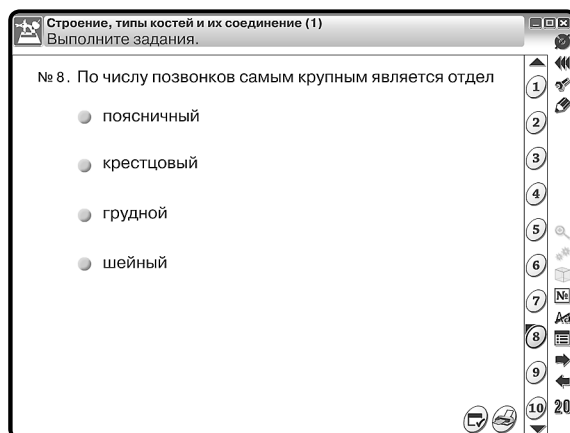 Строение, типы костей и их соединение (1)
Выполните задания.
№ 8. По числу позвонков самым крупным является отдел
поясничный
крестцовый
грудной
шейный
1
2
3
4
5
6
7
8
9
10
№
Аа
20